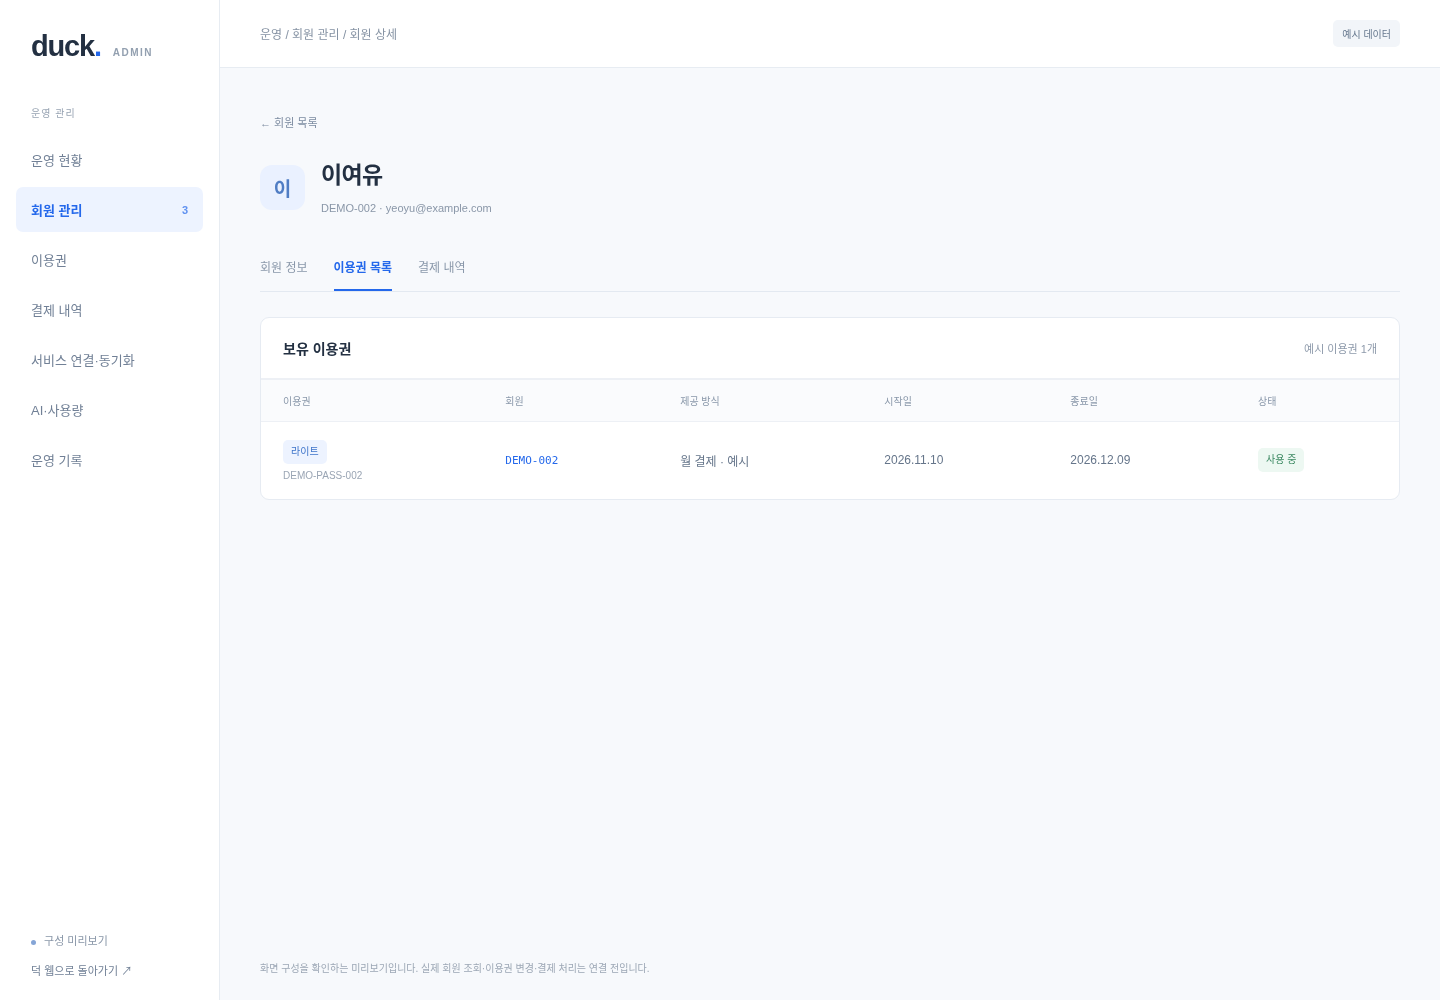 duck. ADMIN
운영 관리
운영 현황
회원 관리 3
이용권
결제 내역
서비스 연결·동기화
AI·사용량
운영 기록
구성 미리보기
덕 웹으로 돌아가기 ↗
운영 / 회원 관리 / 회원 상세
예시 데이터
← 회원 목록
이
이여유
DEMO-002 · yeoyu@example.com
회원 정보 이용권 목록 결제 내역
보유 이용권 예시 이용권 1개
이용권 회원 제공 방식 시작일 종료일 상태
라이트 DEMO-002 월 결제 · 예시 2026.11.10 2026.12.09 사용 중
DEMO-PASS-002
화면 구성을 확인하는 미리보기입니다. 실제 회원 조회·이용권 변경·결제 처리는 연결 전입니다.